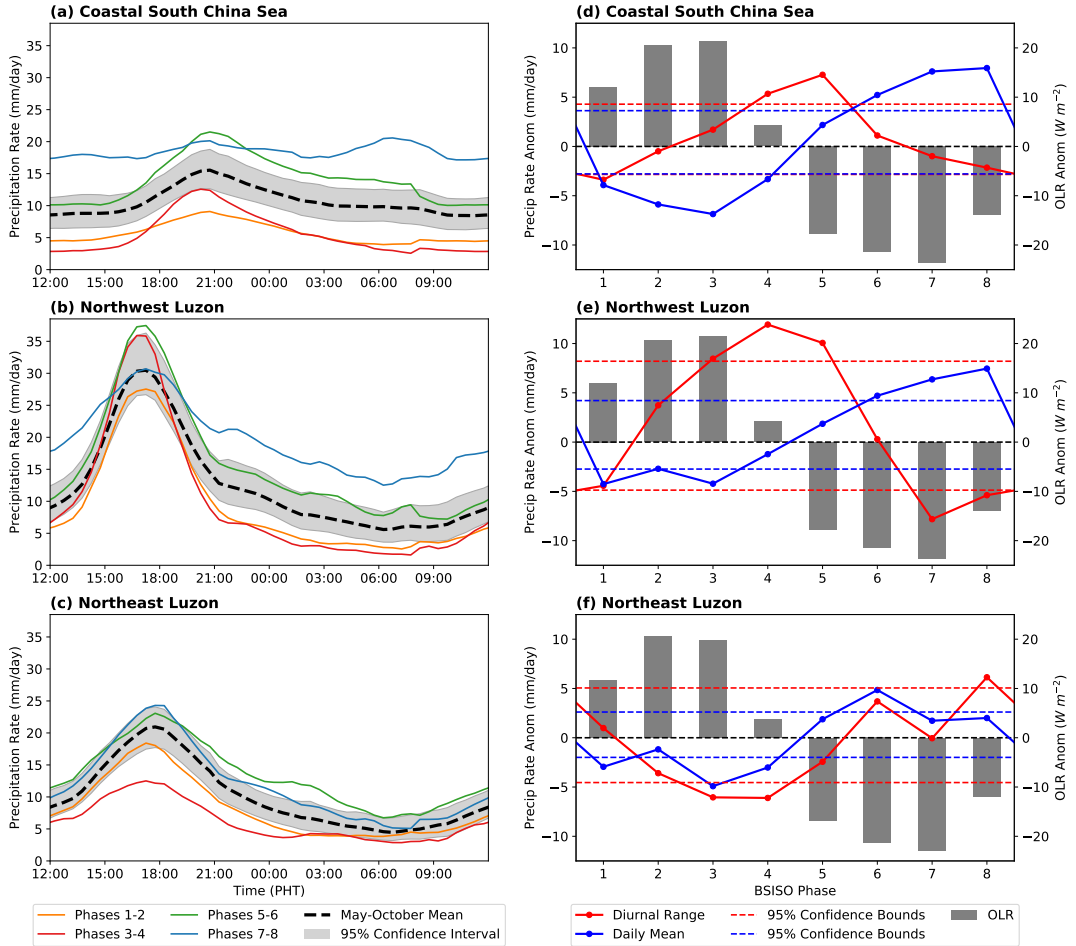 (a) Coastal South China Sea
Precipitation Rate (mm/day)
35
30
25
20
15
10
5
0
12:00 15:00 18:00 21:00 00:00 03:00 06:00 09:00
(d) Coastal South China Sea
Precip Rate Anom (mm/day)
10
5
0
−5
−10
20
10
0
−10
−20
OLR Anom (W m−2)
1 2 3 4 5 6 7 8
(b) Northwest Luzon
Precipitation Rate (mm/day)
35
30
25
20
15
10
5
0
12:00 15:00 18:00 21:00 00:00 03:00 06:00 09:00
(e) Northwest Luzon
Precip Rate Anom (mm/day)
10
5
0
−5
−10
20
10
0
−10
−20
OLR Anom (W m−2)
1 2 3 4 5 6 7 8
(c) Northeast Luzon
Precipitation Rate (mm/day)
35
30
25
20
15
10
5
0
12:00 15:00 18:00 21:00 00:00 03:00 06:00 09:00
Time (PHT)
(f) Northeast Luzon
Precip Rate Anom (mm/day)
10
5
0
−5
−10
20
10
0
−10
−20
OLR Anom (W m−2)
1 2 3 4 5 6 7 8
BSISO Phase
Phases 1-2 Phases 5-6 May-October Mean
Phases 3-4 Phases 7-8 95% Confidence Interval
Diurnal Range 95% Confidence Bounds OLR
Daily Mean 95% Confidence Bounds